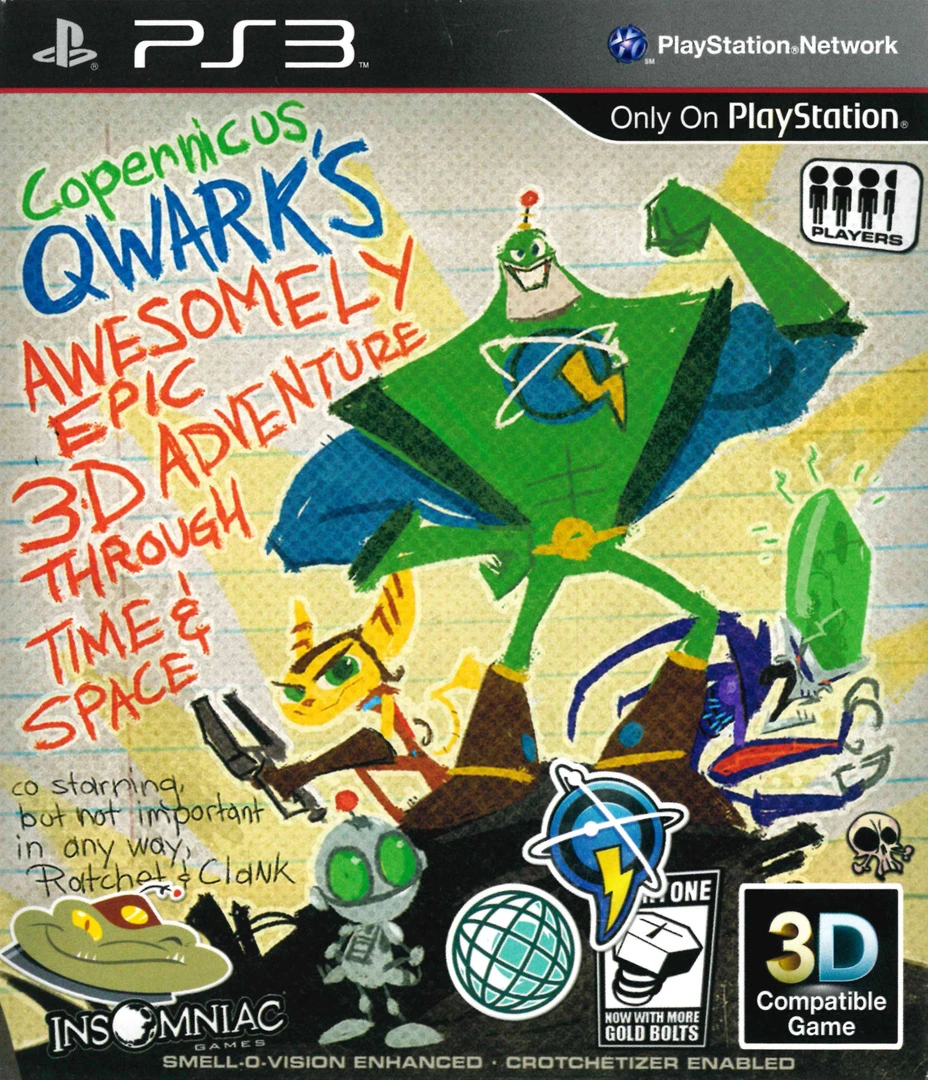 PS3
PlayStation®Network
Only On PlayStation®
PLAYERS
Copernicus
QWARK'S
AWESOMELY
EPIC
3-D ADVENTURE
THROUGH
TIME &
SPACE
co starring,
but not important
in any way,
Ratchet & Clank
ONE
NOW WITH MORE
GOLD BOLTS
3D
Compatible
Game
INSOMNIAC
GAMES
SMELL-O-VISION ENHANCED · CROTCHETIZER ENABLED